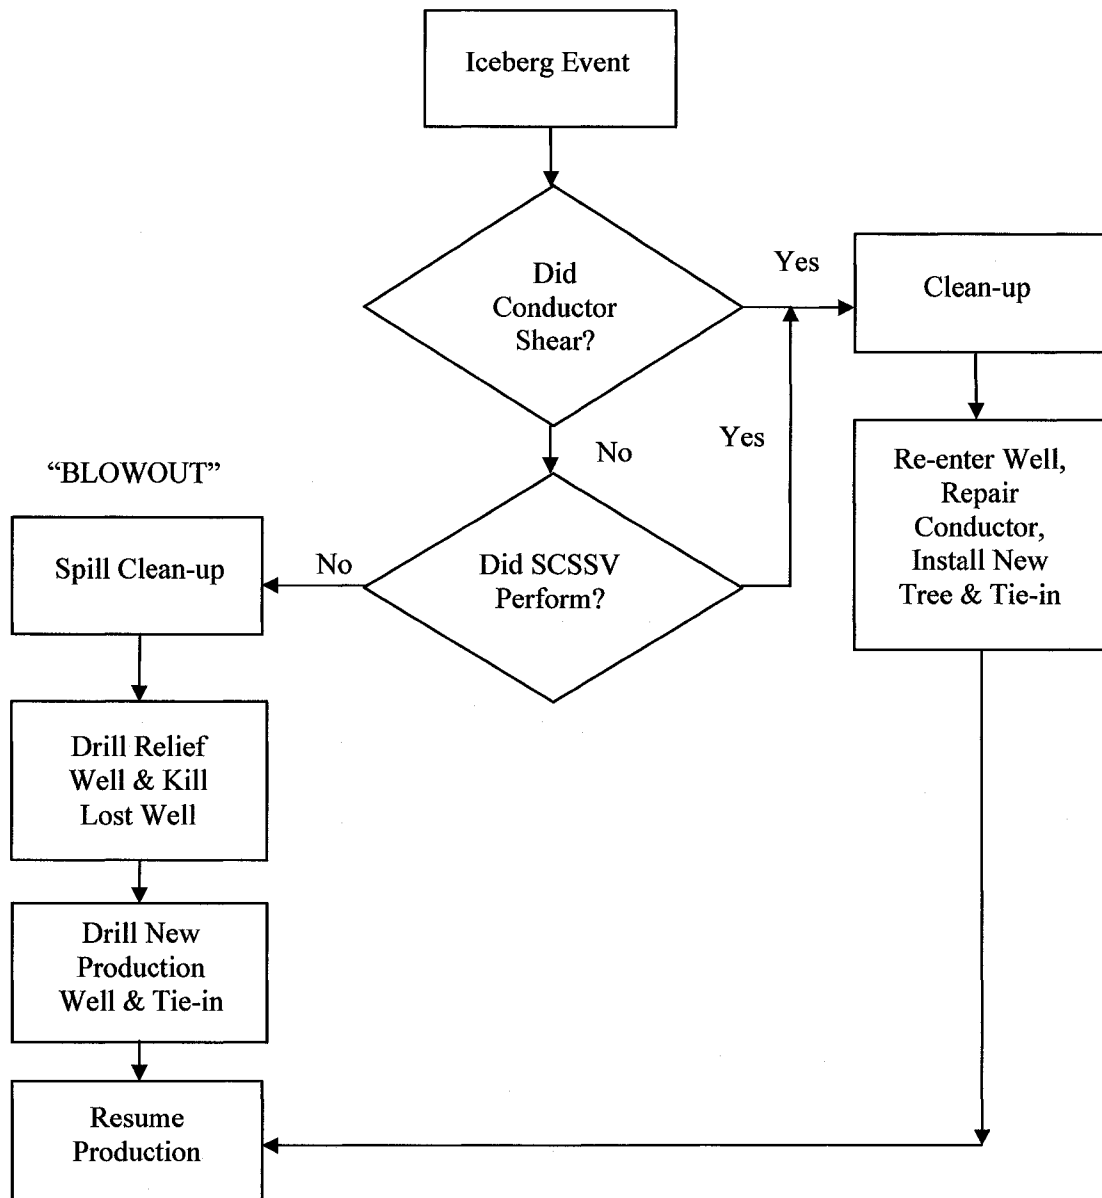 Iceberg Event
Did
Conductor
Shear?
Yes
Clean-up
No
Yes
Re-enter Well,
Repair
Conductor,
Install New
Tree & Tie-in
“BLOWOUT”
Spill Clean-up
No
Did SCSSV
Perform?
Drill Relief
Well & Kill
Lost Well
Drill New
Production
Well & Tie-in
Resume
Production